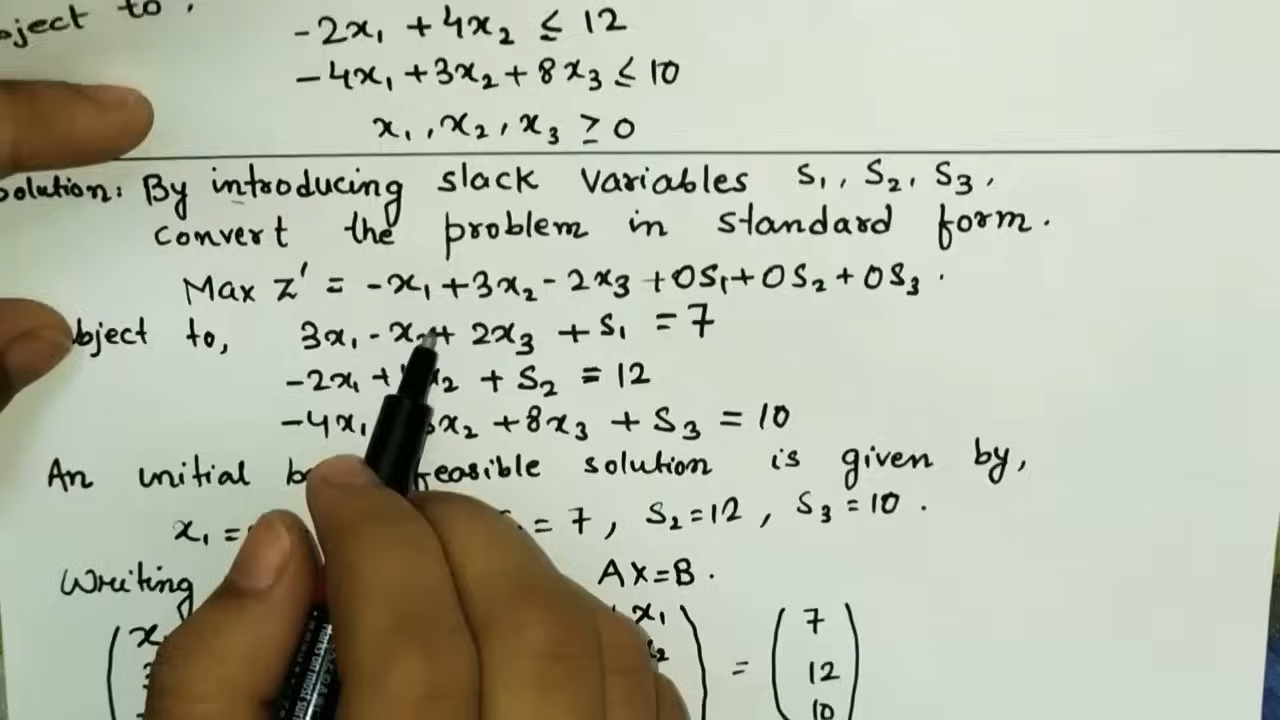 bject to,
-2x₁ + 4x₂ ≤ 12
-4x₁ + 3x₂ + 8x₃ ≤ 10
x₁, x₂, x₃ ≥ 0
olution: By introducing slack variables S₁, S₂, S₃,
convert the problem in standard form.
Max Z' = -x₁ + 3x₂ - 2x₃ + 0S₁ + 0S₂ + 0S₃.
bject to, 3x₁ - x + 2x₃ + S₁ = 7
-2x₁ + x₂ + S₂ = 12
-4x₁ x₂ + 8x₃ + S₃ = 10
An initial feasible solution is given by,
x₁ = = 7, S₂ = 12, S₃ = 10.
Writing AX = B.
x₁ = 7
12
10